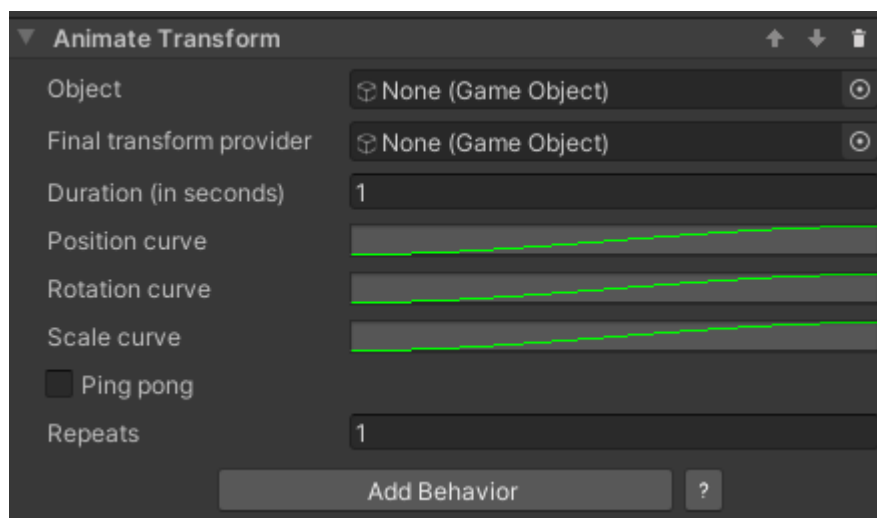 Animate Transform
Object None (Game Object)
Final transform provider None (Game Object)
Duration (in seconds) 1
Position curve
Rotation curve
Scale curve
Ping pong
Repeats 1
Add Behavior ?